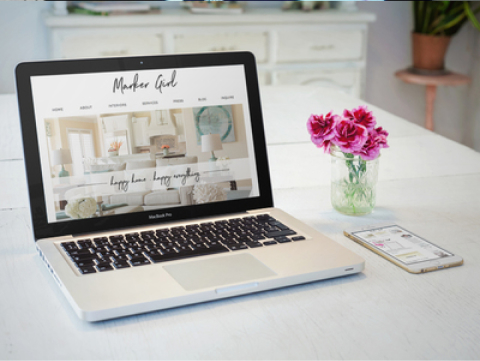 Marker Girl
HOME ABOUT INTERIORS SERVICES PRESS BLOG INQUIRE
happy home happy everything
MacBook Pro